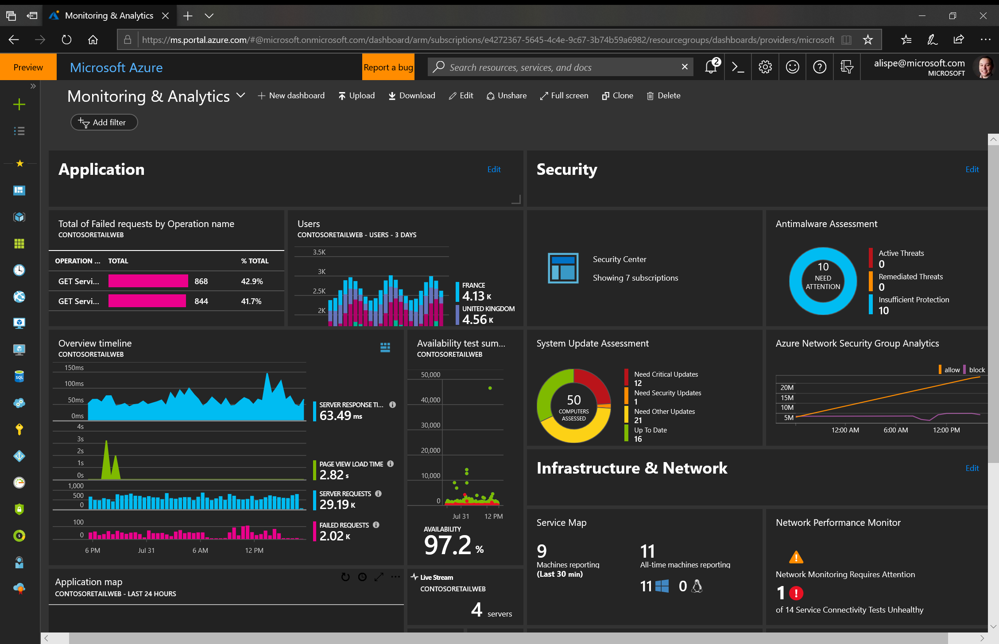 Monitoring & Analytics
https://ms.portal.azure.com/#@microsoft.onmicrosoft.com/dashboard/arm/subscriptions/e4272367-5645-4c4e-9c67-3b74b59a6982/resourcegroups/dashboards/providers/microsoft
Preview
Microsoft Azure
Report a bug
Search resources, services, and docs
2
alispe@microsoft.com
MICROSOFT
Monitoring & Analytics
New dashboard
Upload
Download
Edit
Unshare
Full screen
Clone
Delete
Add filter
Application
Edit
Security
Edit
Total of Failed requests by Operation name
CONTOSORETAILWEB
OPERATION ... TOTAL % TOTAL
GET Servi... 868 42.9%
GET Servi... 844 41.7%
Users
CONTOSORETAILWEB - USERS - 3 DAYS
3.5K
3K
2.5K
2K
FRANCE
4.13 K
UNITED KINGDOM
4.56 K
Security Center
Showing 7 subscriptions
Antimalware Assessment
10
NEED
ATTENTION
Active Threats
0
Remediated Threats
0
Insufficient Protection
10
Overview timeline
CONTOSORETAILWEB
150ms
100ms
50ms
0ms
SERVER RESPONSE TI...
63.49 ms
4s
3s
2s
1s
0s
PAGE VIEW LOAD TIME
2.82 s
1,000
500
0
SERVER REQUESTS
29.19 K
100
0
FAILED REQUESTS
2.02 K
6 PM Jul 31 6 AM 12 PM
Availability test sum...
CONTOSORETAILWEB
50,000
40,000
30,000
20,000
10,000
0
Jul 31 12 PM
AVAILABILITY
97.2 %
System Update Assessment
50
COMPUTERS
ASSESSED
Need Critical Updates
12
Need Security Updates
1
Need Other Updates
21
Up To Date
16
Azure Network Security Group Analytics
allow block
20M
15M
10M
5M
12:00 AM 6:00 AM 12:00 PM
Infrastructure & Network
Edit
Service Map
9
Machines reporting
(Last 30 min)
11
All-time machines reporting
11 0
Network Performance Monitor
Network Monitoring Requires Attention
1
of 14 Service Connectivity Tests Unhealthy
Application map
CONTOSORETAILWEB - LAST 24 HOURS
Live Stream
CONTOSORETAILWEB
4 servers
SQL